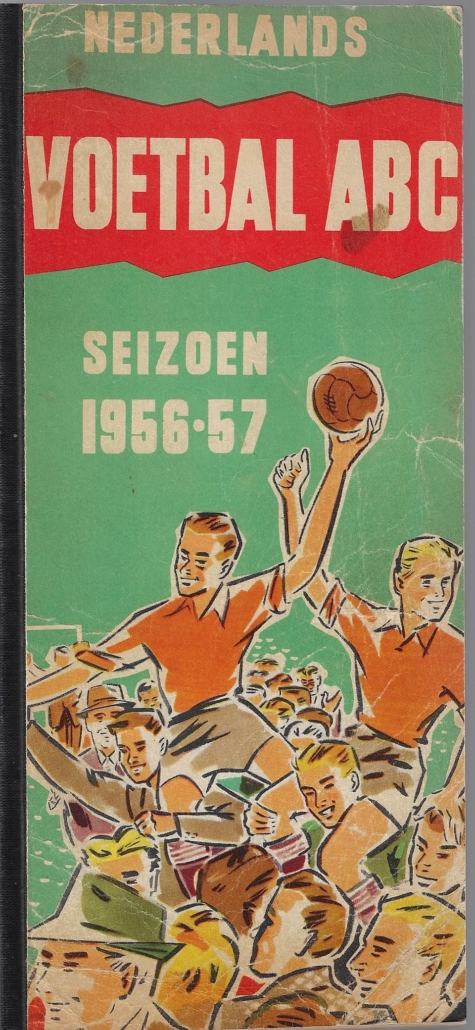 NEDERLANDS
VOETBAL ABC
SEIZOEN
1956•57